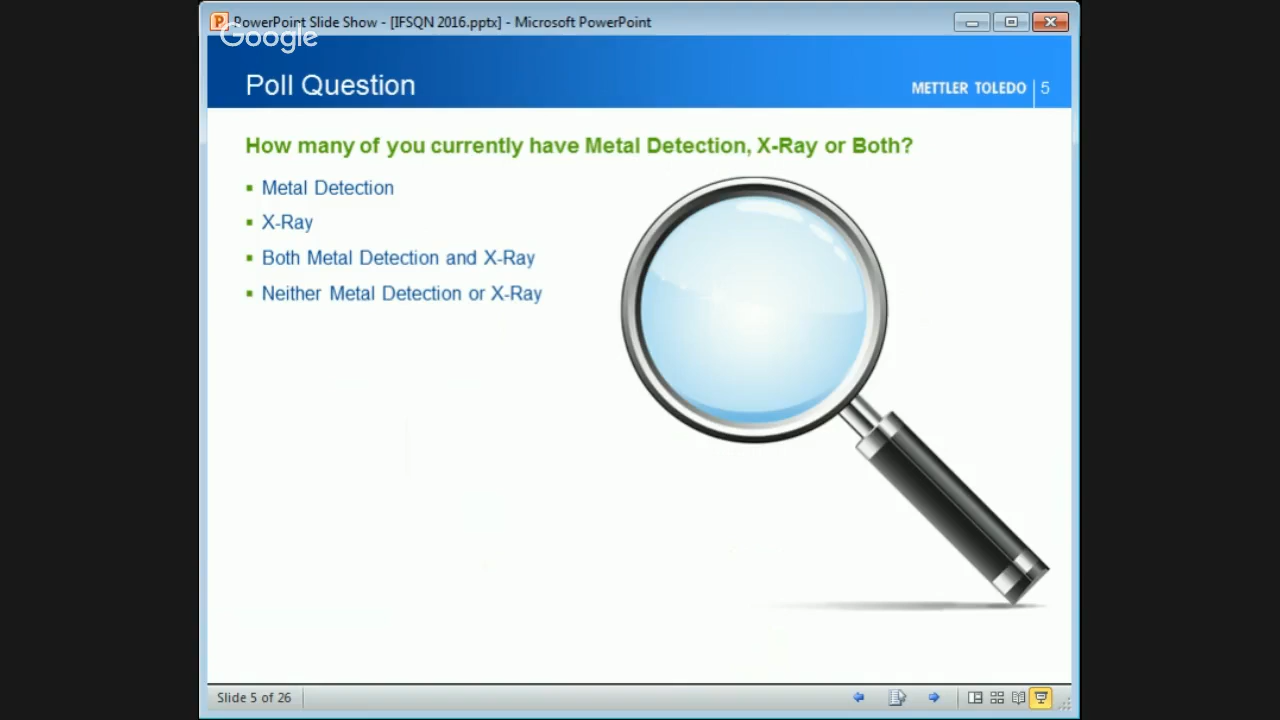 PowerPoint Slide Show - [IFSQN 2016.pptx] - Microsoft PowerPoint
Google
Poll Question
METTLER TOLEDO 5
How many of you currently have Metal Detection, X-Ray or Both?
Metal Detection
X-Ray
Both Metal Detection and X-Ray
Neither Metal Detection or X-Ray
Slide 5 of 26